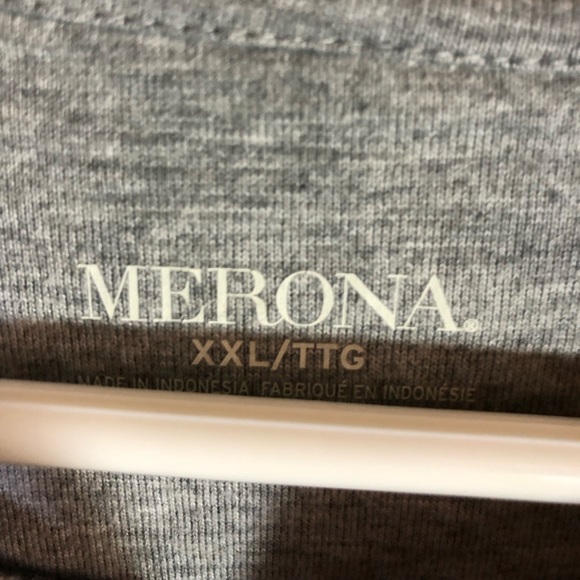 MERONA®
XXL/TTG
MADE IN INDONESIA FABRIQUÉ EN INDONÉSIE